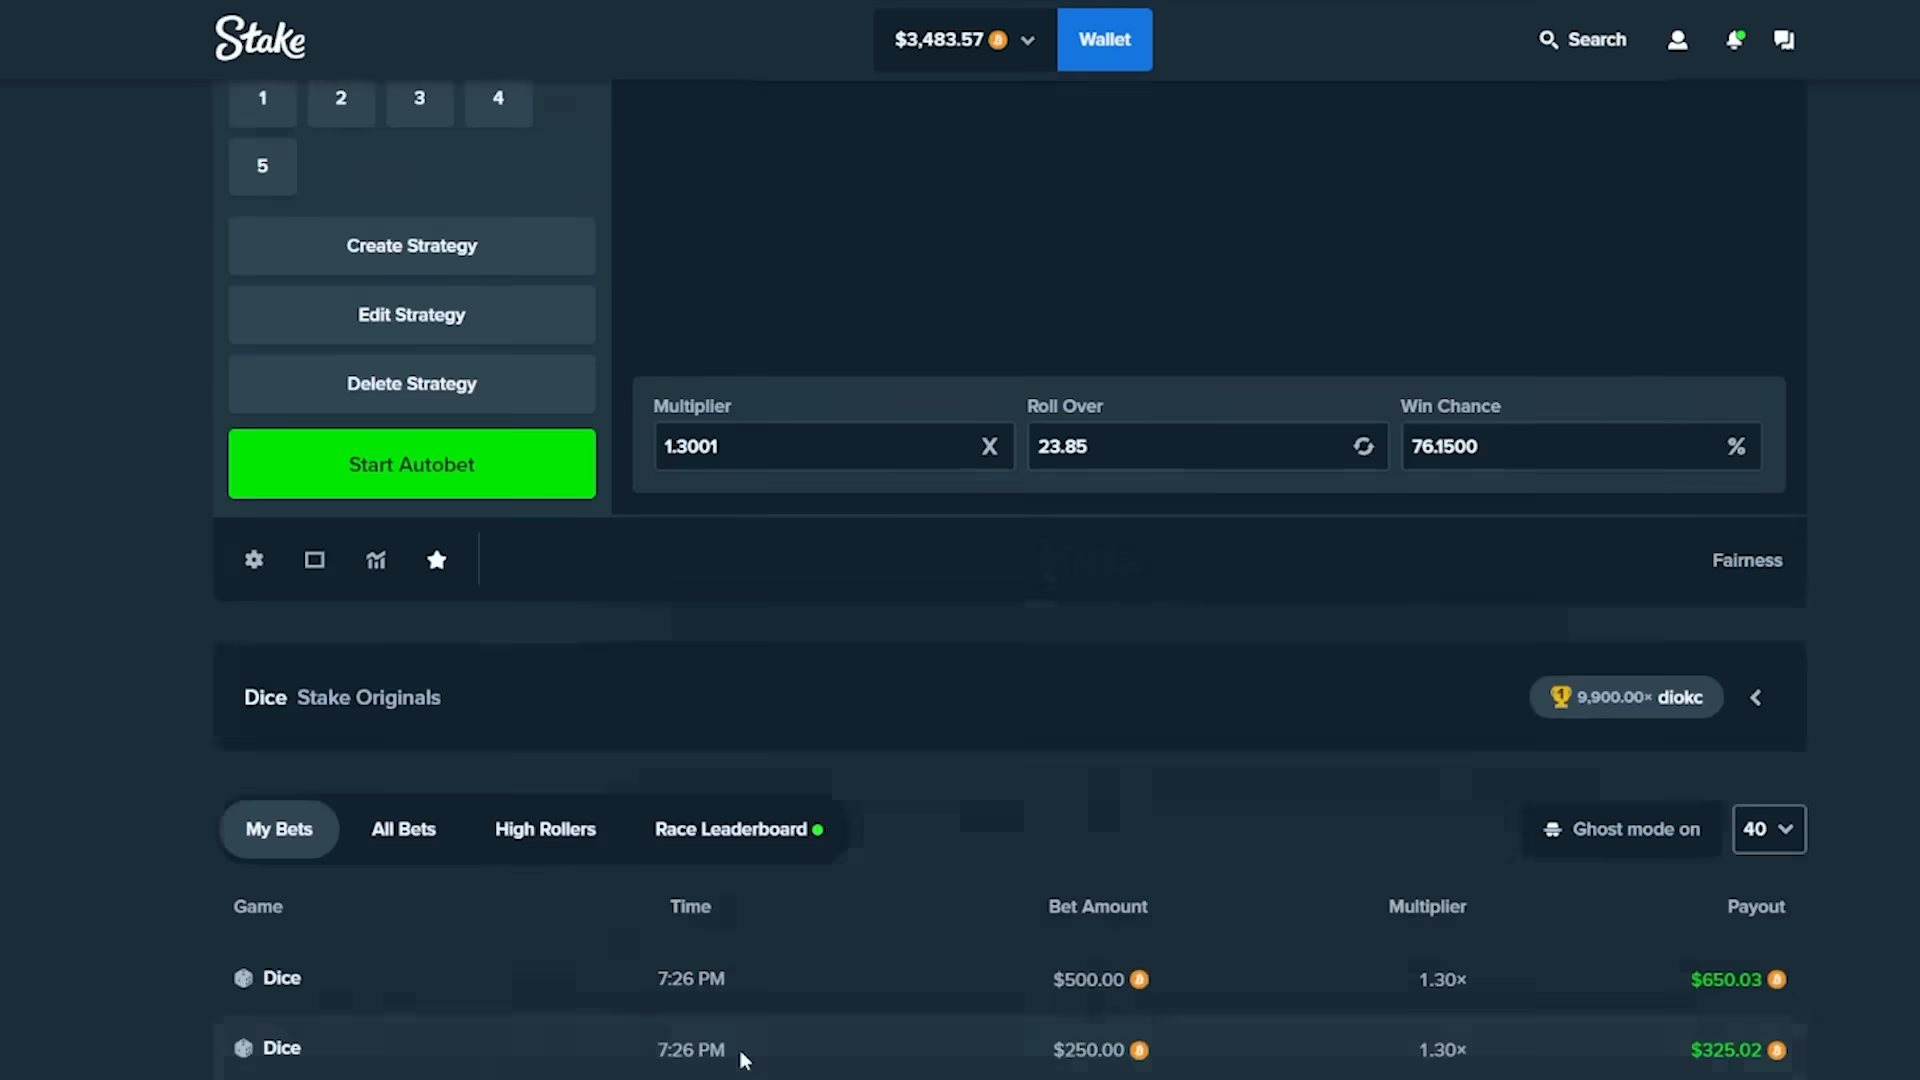 Stake
$3,483.57
Wallet
Search
1 2 3 4
5
Create Strategy
Edit Strategy
Delete Strategy
Start Autobet
Multiplier Roll Over Win Chance
1.3001 X 23.85 76.1500 %
Fairness
Dice Stake Originals
1 9,900.00× diokc
My Bets All Bets High Rollers Race Leaderboard
Ghost mode on 40
Game Time Bet Amount Multiplier Payout
Dice 7:26 PM $500.00 1.30× $650.03
Dice 7:26 PM $250.00 1.30× $325.02